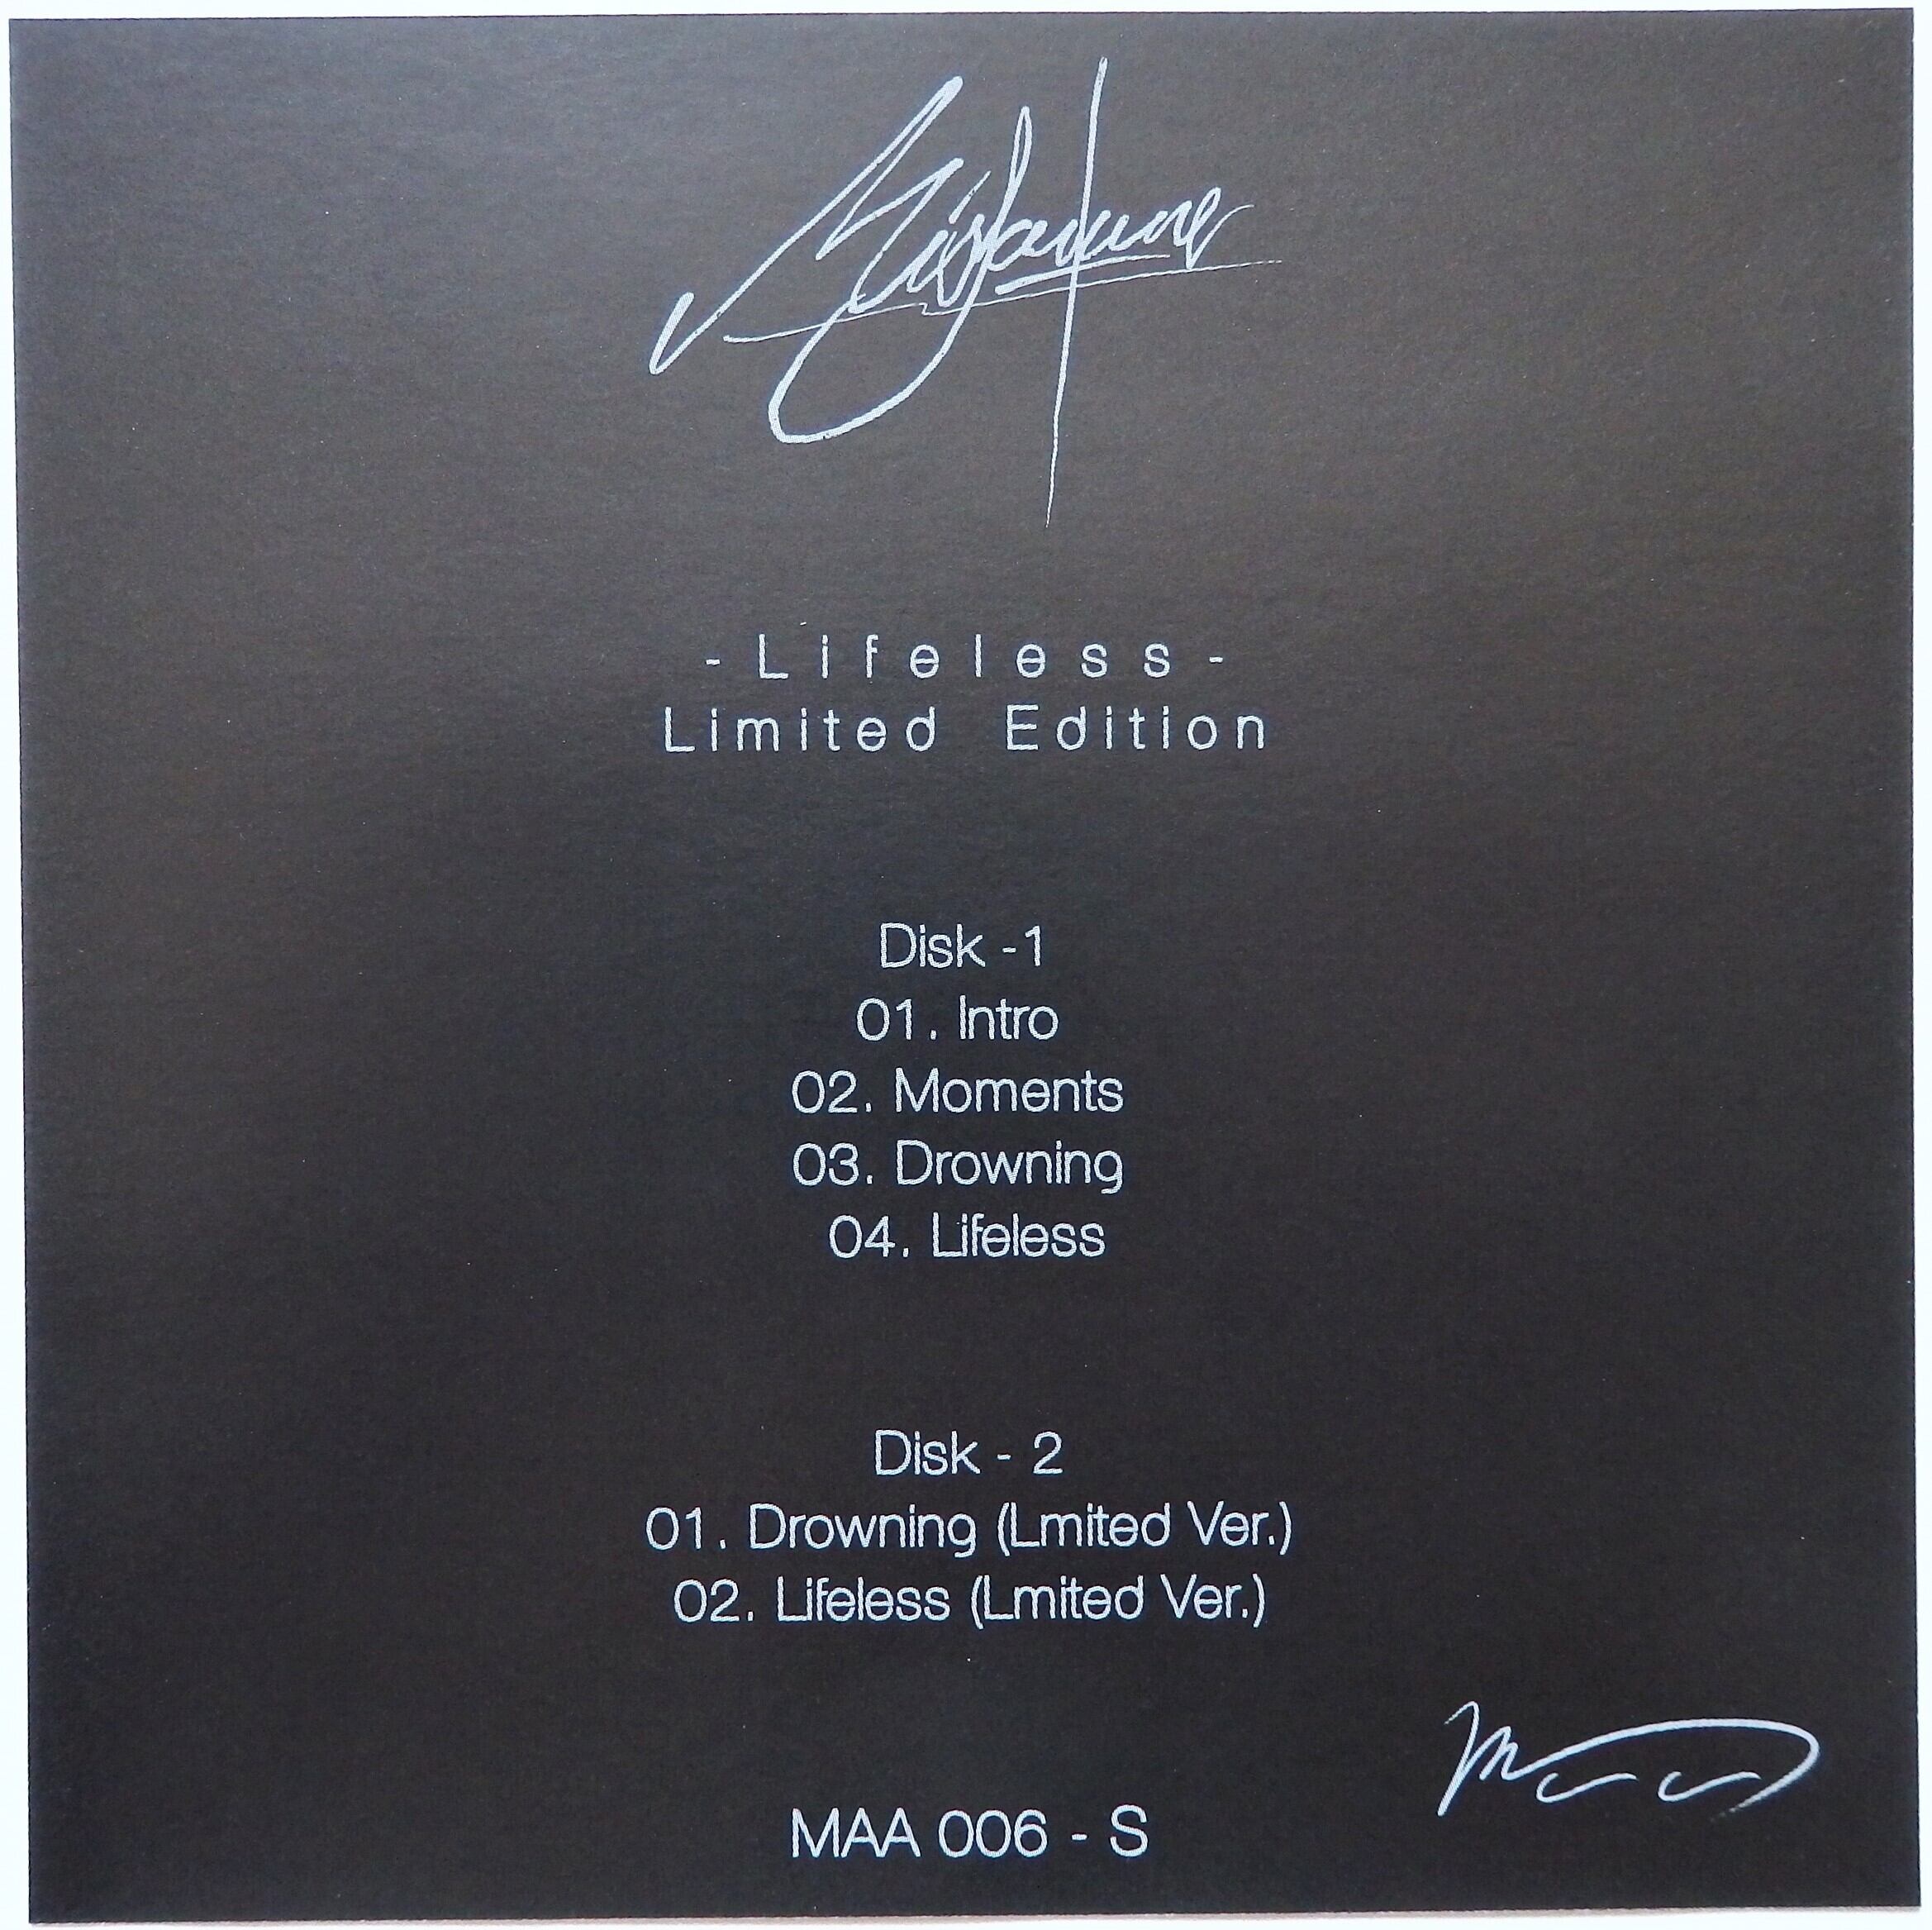 - Lifeless -
Limited Edition
Disk -1
01. Intro
02. Moments
03. Drowning
04. Lifeless
Disk - 2
01. Drowning (Lmited Ver.)
02. Lifeless (Lmited Ver.)
MAA 006 - S